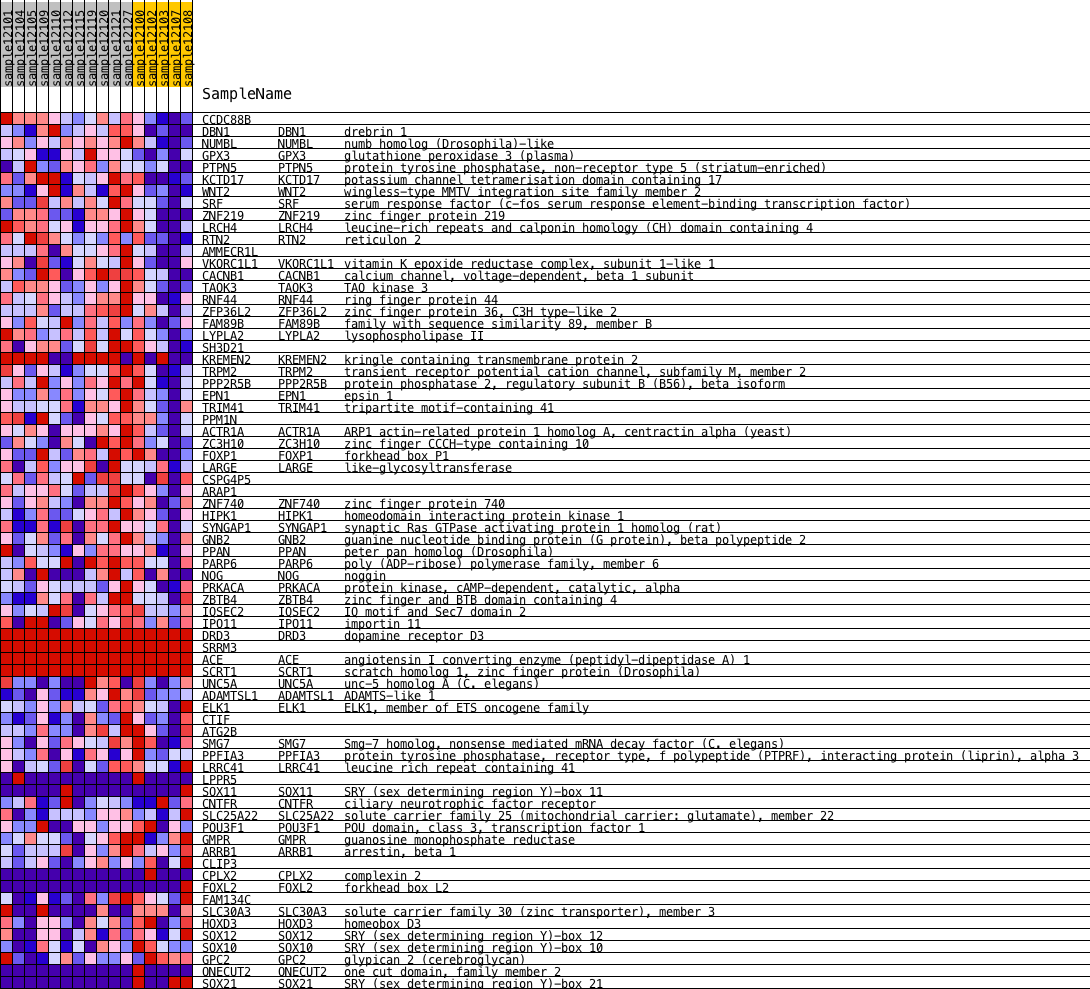 sample12101
sample12104
sample12105
sample12109
sample12110
sample12112
sample12115
sample12119
sample12120
sample12121
sample12127
sample12100
sample12102
sample12103
sample12107
sample12108
SampleName
CCDC88B
DBN1 DBN1 drebrin 1
NUMBL NUMBL numb homolog (Drosophila)-like
GPX3 GPX3 glutathione peroxidase 3 (plasma)
PTPN5 PTPN5 protein tyrosine phosphatase, non-receptor type 5 (striatum-enriched)
KCTD17 KCTD17 potassium channel tetramerisation domain containing 17
WNT2 WNT2 wingless-type MMTV integration site family member 2
SRF SRF serum response factor (c-fos serum response element-binding transcription factor)
ZNF219 ZNF219 zinc finger protein 219
LRCH4 LRCH4 leucine-rich repeats and calponin homology (CH) domain containing 4
RTN2 RTN2 reticulon 2
AMMECR1L
VKORC1L1 VKORC1L1 vitamin K epoxide reductase complex, subunit 1-like 1
CACNB1 CACNB1 calcium channel, voltage-dependent, beta 1 subunit
TAOK3 TAOK3 TAO kinase 3
RNF44 RNF44 ring finger protein 44
ZFP36L2 ZFP36L2 zinc finger protein 36, C3H type-like 2
FAM89B FAM89B family with sequence similarity 89, member B
LYPLA2 LYPLA2 lysophospholipase II
SH3D21
KREMEN2 KREMEN2 kringle containing transmembrane protein 2
TRPM2 TRPM2 transient receptor potential cation channel, subfamily M, member 2
PPP2R5B PPP2R5B protein phosphatase 2, regulatory subunit B (B56), beta isoform
EPN1 EPN1 epsin 1
TRIM41 TRIM41 tripartite motif-containing 41
PPM1N
ACTR1A ACTR1A ARP1 actin-related protein 1 homolog A, centractin alpha (yeast)
ZC3H10 ZC3H10 zinc finger CCCH-type containing 10
FOXP1 FOXP1 forkhead box P1
LARGE LARGE like-glycosyltransferase
CSPG4P5
ARAP1
ZNF740 ZNF740 zinc finger protein 740
HIPK1 HIPK1 homeodomain interacting protein kinase 1
SYNGAP1 SYNGAP1 synaptic Ras GTPase activating protein 1 homolog (rat)
GNB2 GNB2 guanine nucleotide binding protein (G protein), beta polypeptide 2
PPAN PPAN peter pan homolog (Drosophila)
PARP6 PARP6 poly (ADP-ribose) polymerase family, member 6
NOG NOG noggin
PRKACA PRKACA protein kinase, cAMP-dependent, catalytic, alpha
ZBTB4 ZBTB4 zinc finger and BTB domain containing 4
IQSEC2 IQSEC2 IQ motif and Sec7 domain 2
IPO11 IPO11 importin 11
DRD3 DRD3 dopamine receptor D3
SRRM3
ACE ACE angiotensin I converting enzyme (peptidyl-dipeptidase A) 1
SCRT1 SCRT1 scratch homolog 1, zinc finger protein (Drosophila)
UNC5A UNC5A unc-5 homolog A (C. elegans)
ADAMTSL1 ADAMTSL1 ADAMTS-like 1
ELK1 ELK1 ELK1, member of ETS oncogene family
CTIF
ATG2B
SMG7 SMG7 Smg-7 homolog, nonsense mediated mRNA decay factor (C. elegans)
PPFIA3 PPFIA3 protein tyrosine phosphatase, receptor type, f polypeptide (PTPRF), interacting protein (liprin), alpha 3
LRRC41 LRRC41 leucine rich repeat containing 41
LPPR5
SOX11 SOX11 SRY (sex determining region Y)-box 11
CNTFR CNTFR ciliary neurotrophic factor receptor
SLC25A22 SLC25A22 solute carrier family 25 (mitochondrial carrier: glutamate), member 22
POU3F1 POU3F1 POU domain, class 3, transcription factor 1
GMPR GMPR guanosine monophosphate reductase
ARRB1 ARRB1 arrestin, beta 1
CLIP3
CPLX2 CPLX2 complexin 2
FOXL2 FOXL2 forkhead box L2
FAM134C
SLC30A3 SLC30A3 solute carrier family 30 (zinc transporter), member 3
HOXD3 HOXD3 homeobox D3
SOX12 SOX12 SRY (sex determining region Y)-box 12
SOX10 SOX10 SRY (sex determining region Y)-box 10
GPC2 GPC2 glypican 2 (cerebroglycan)
ONECUT2 ONECUT2 one cut domain, family member 2
SOX21 SOX21 SRY (sex determining region Y)-box 21